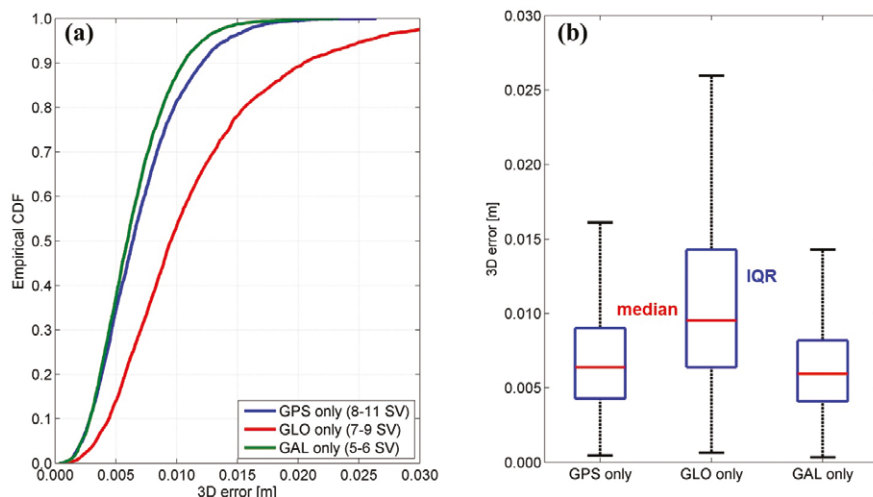 (a)
1.0
0.9
0.8
0.7
0.6
0.5
0.4
0.3
0.2
0.1
0.0
Empirical CDF
GPS only (8-11 SV)
GLO only (7-9 SV)
GAL only (5-6 SV)
0.000 0.005 0.010 0.015 0.020 0.025 0.030
3D error [m]
(b)
0.030
0.025
0.020
0.015
0.010
0.005
0.000
3D error [m]
IQR
median
GPS only GLO only GAL only